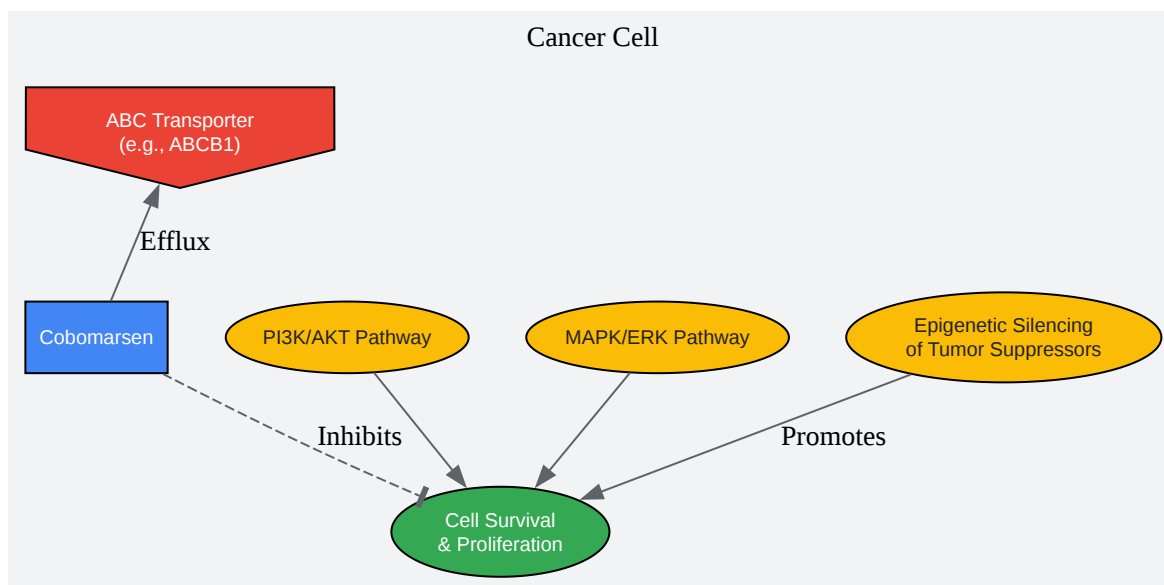 Cancer Cell
ABC Transporter
(e.g., ABCB1)
Efflux
Cobomarsen
PI3K/AKT Pathway
MAPK/ERK Pathway
Epigenetic Silencing
of Tumor Suppressors
Inhibits
Promotes
Cell Survival
& Proliferation